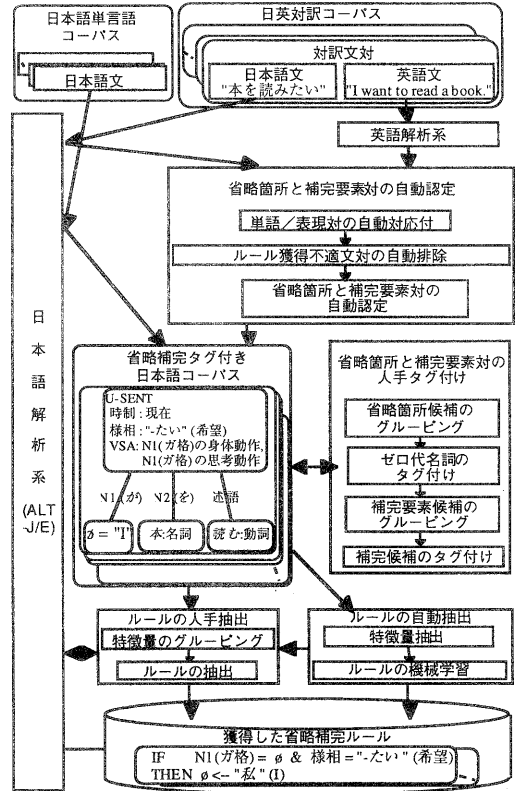 日本語単言語
コーパス
日本語文
日英対訳コーパス
対訳文対
日本語文
"本を読みたい"
英語文
"I want to read a book."
英語解析系
省略箇所と補完要素対の自動認定
単語／表現対の自動対応付
ルール獲得不適文対の自動排除
省略箇所と補完要素対の
自動認定
日本語解析系
(ALT
-J/E)
省略補完タグ付き
日本語コーパス
U-SENT
時制 : 現在
様相 : "-たい" (希望)
VSA: N1(ガ格)の身体動作,
N1(ガ格)の思考動作
N1(が)
N2(を)
述語
ø = "I"
本:名詞
読む:動詞
省略箇所と補完要素対の
人手タグ付け
省略箇所候補の
グルーピング
ゼロ代名詞の
タグ付け
補完要素候補の
グルーピング
補完候補のタグ付け
ルールの人手抽出
特徴量のグルーピング
ルールの抽出
ルールの自動抽出
特徴量抽出
ルールの機械学習
獲得した省略補完ルール
IF N1(ガ格) = ø & 様相 = "-たい" (希望)
THEN ø <-- "私" (I)